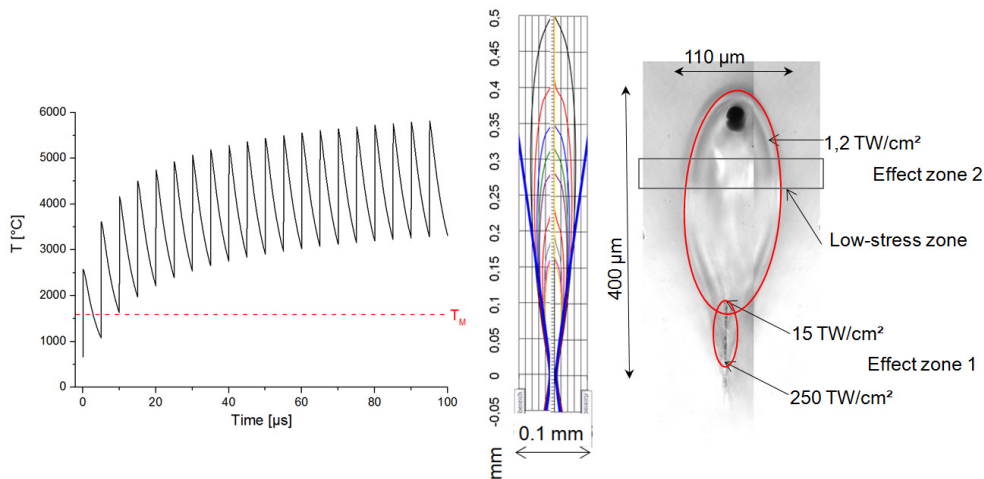 6000
5000
4000
3000
2000
1000
0
T [°C]
T_M
0
20
40
60
80
100
Time [µs]
0,5
0,45
0,4
0,35
0,3
0,25
0,2
0,15
0,1
0,05
0
-0,05
mm
0.1 mm
110 µm
400 µm
1,2 TW/cm²
Effect zone 2
Low-stress zone
15 TW/cm²
Effect zone 1
250 TW/cm²